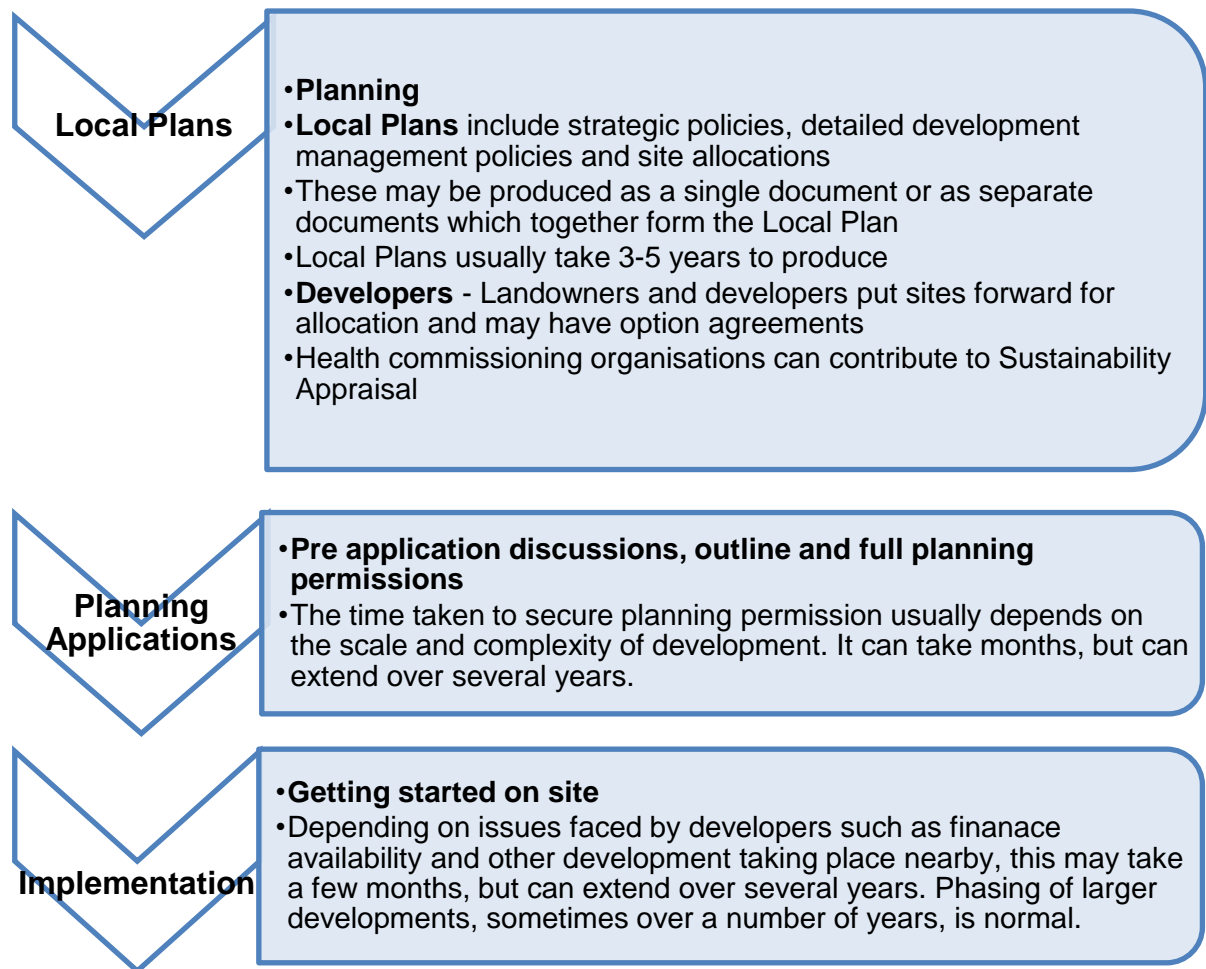 Local Plans
•Planning
•Local Plans include strategic policies, detailed development
management policies and site allocations
•These may be produced as a single document or as separate
documents which together form the Local Plan
•Local Plans usually take 3-5 years to produce
•Developers - Landowners and developers put sites forward for
allocation and may have option agreements
•Health commissioning organisations can contribute to Sustainability
Appraisal
Planning
Applications
•Pre application discussions, outline and full planning
permissions
•The time taken to secure planning permission usually depends on
the scale and complexity of development. It can take months, but can
extend over several years.
Implementation
•Getting started on site
•Depending on issues faced by developers such as finanace
availability and other development taking place nearby, this may take
a few months, but can extend over several years. Phasing of larger
developments, sometimes over a number of years, is normal.